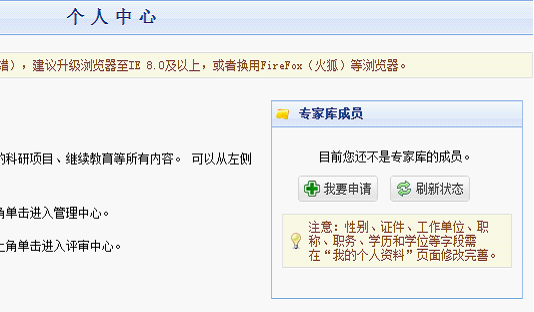 个人中心
），建议升级浏览器至IE 8.0及以上，或者换用FireFox（火狐）等浏览器。
专家库成员
的科研项目、继续教育等所有内容。 可以从左侧
目前您还不是专家库的成员。
我要申请 刷新状态
角单击进入管理中心。
上角单击进入评审中心。
注意：性别、证件、工作单位、职
称、职务、学历和学位等字段需
在“我的个人资料”页面修改完善。